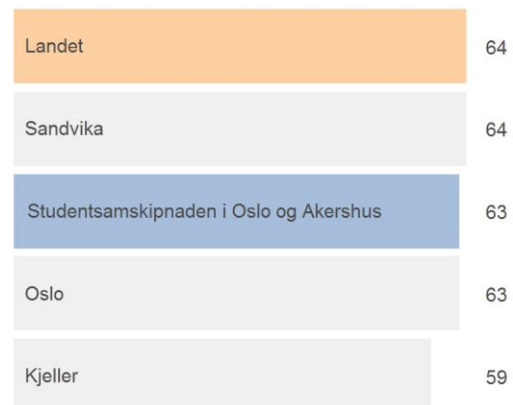 Landet 64
Sandvika 64
Studentsamskipnaden i Oslo og Akershus 63
Oslo 63
Kjeller 59